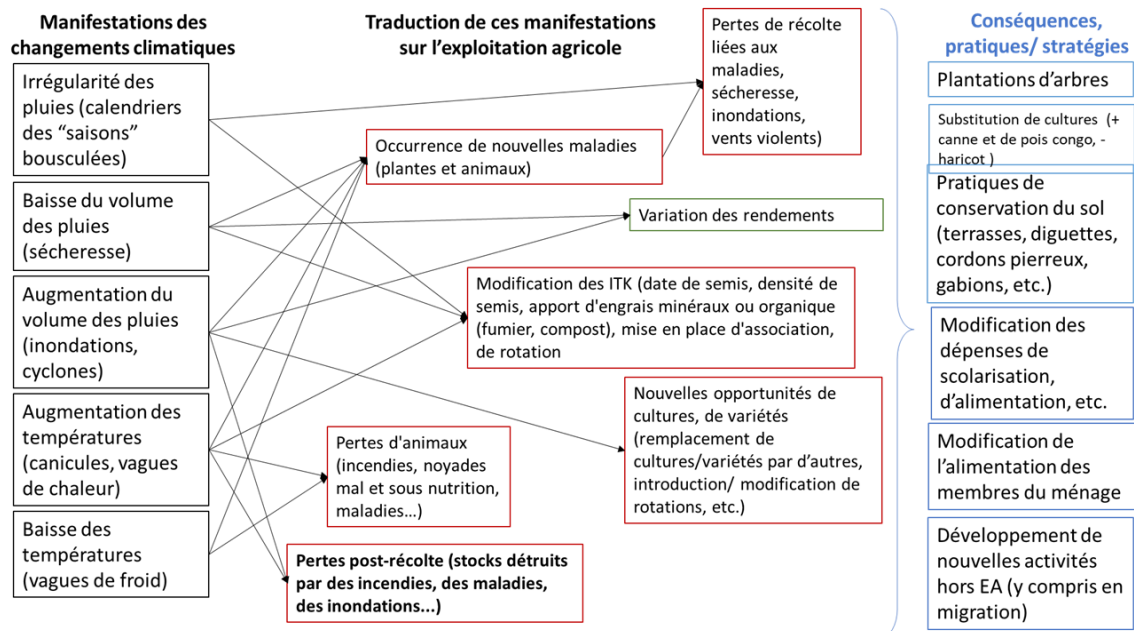 Manifestations des
changements climatiques
Irrégularité des
pluies (calendriers
des “saisons”
bousculées)
Baisse du volume
des pluies
(sécheresse)
Augmentation du
volume des pluies
(inondations,
cyclones)
Augmentation des
températures
(canicules, vagues
de chaleur)
Baisse des
températures
(vagues de froid)
Traduction de ces manifestations
sur l’exploitation agricole
Pertes de récolte
liées aux
maladies,
sécheresse,
inondations,
vents violents)
Occurrence de nouvelles maladies
(plantes et animaux)
Variation des rendements
Modification des ITK (date de semis, densité de
semis, apport d'engrais minéraux ou organique
(fumier, compost), mise en place d'association,
de rotation
Nouvelles opportunités de
cultures, de variétés
(remplacement de
cultures/variétés par d’autres,
introduction/ modification de
rotations, etc.)
Pertes d'animaux
(incendies, noyades
mal et sous nutrition,
maladies…)
Pertes post-récolte (stocks détruits
par des incendies, des maladies,
des inondations...)
Conséquences,
pratiques/ stratégies
Plantations d’arbres
Substitution de cultures (+
canne et de pois congo, -
haricot )
Pratiques de
conservation du sol
(terrasses, diguettes,
cordons pierreux,
gabions, etc.)
Modification des
dépenses de
scolarisation,
d’alimentation, etc.
Modification de
l’alimentation des
membres du ménage
Développement de
nouvelles activités
hors EA (y compris en
migration)